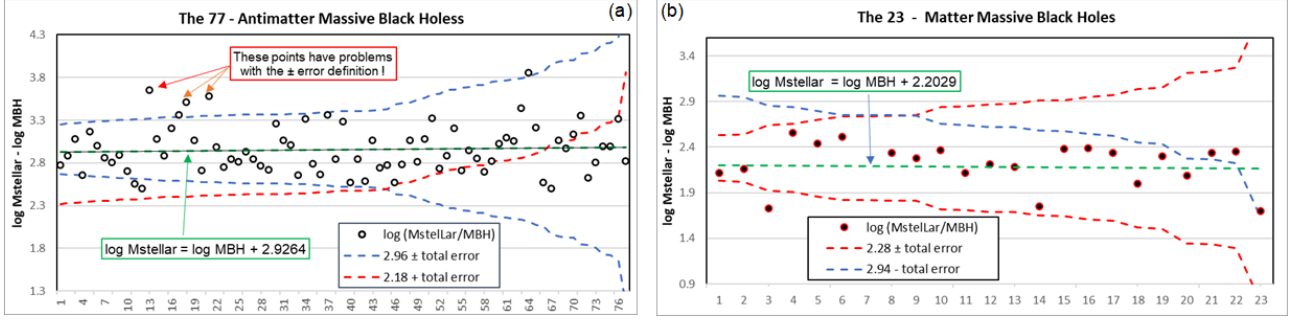 The 77 - Antimatter Massive Black Holess
(a)
4.3
3.8
3.3
2.8
2.3
1.8
1.3
log Mstellar - log MBH
These points have problems
with the ± error definition !
log Mstellar = log MBH + 2.9264
log (MstelLar/MBH)
2.96 ± total error
2.18 + total error
1 4 7 10 13 16 19 22 25 28 31 34 37 40 43 46 49 52 55 58 61 64 67 70 73 76
(b)
The 23 - Matter Massive Black Holes
3.4
2.9
2.4
1.9
1.4
0.9
log Mstellar - log MBH
log Mstellar = log MBH + 2.2029
log (MstelLar/MBH)
2.28 ± total error
2.94 - total error
1 2 3 4 5 6 7 8 9 10 11 12 13 14 15 16 17 18 19 20 21 22 23